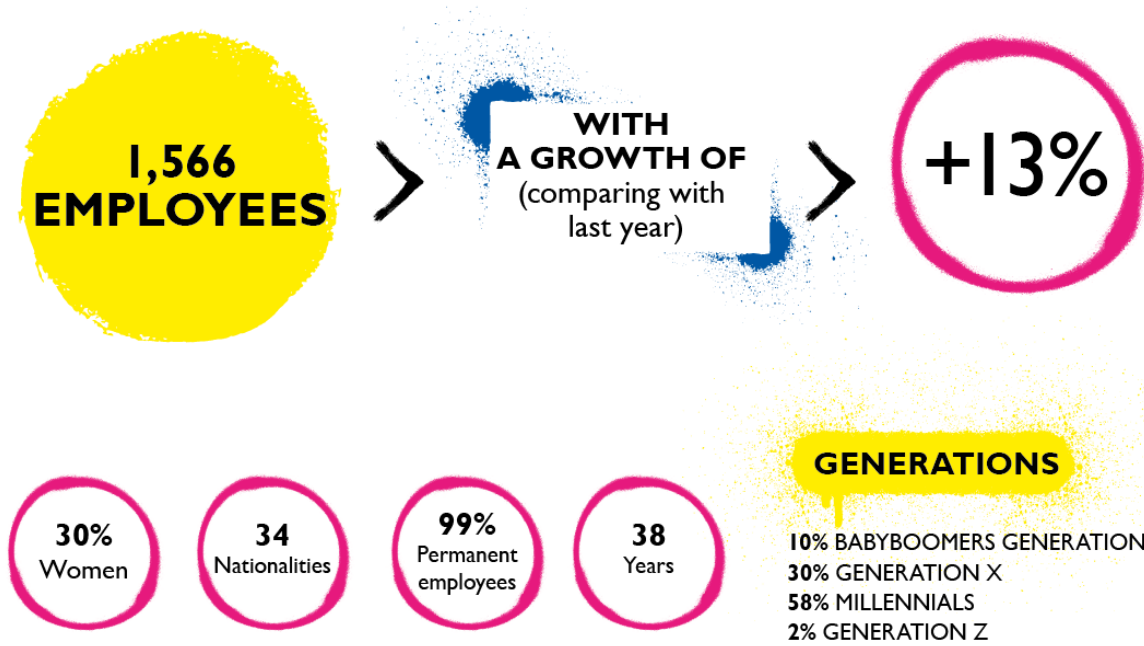 1,566
EMPLOYEES
WITH
A GROWTH OF
(comparing with
last year)
+13%
30%
Women
34
Nationalities
99%
Permanent
employees
38
Years
GENERATIONS
10% BABYBOOMERS GENERATION
30% GENERATION X
58% MILLENNIALS
2% GENERATION Z